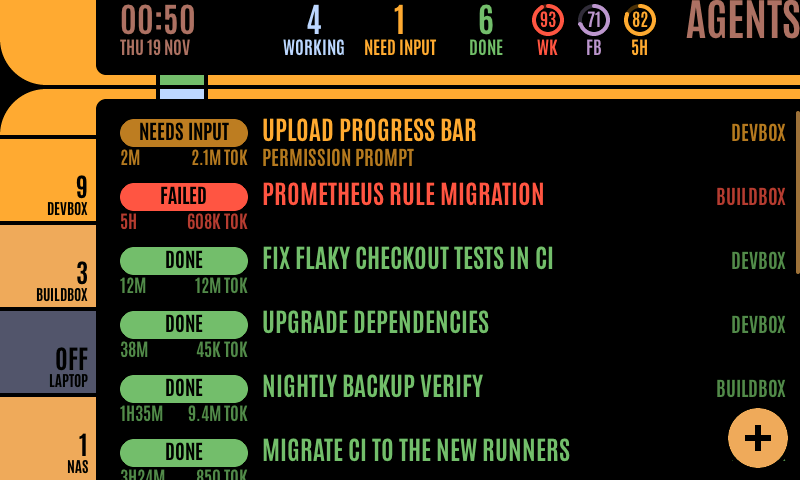 00:50
THU 19 NOV
4
WORKING
1
NEED INPUT
6
DONE
93
WK
71
FB
82
5H
AGENTS
9
DEVBOX
3
BUILDBOX
OFF
LAPTOP
1
NAS
NEEDS INPUT UPLOAD PROGRESS BAR DEVBOX
2M 2.1M TOK PERMISSION PROMPT
FAILED PROMETHEUS RULE MIGRATION BUILDBOX
5H 608K TOK
DONE FIX FLAKY CHECKOUT TESTS IN CI DEVBOX
12M 12M TOK
DONE UPGRADE DEPENDENCIES DEVBOX
38M 45K TOK
DONE NIGHTLY BACKUP VERIFY BUILDBOX
1H35M 9.4M TOK
+
DONE MIGRATE CI TO THE NEW RUNNERS
3H24M 850 TOK